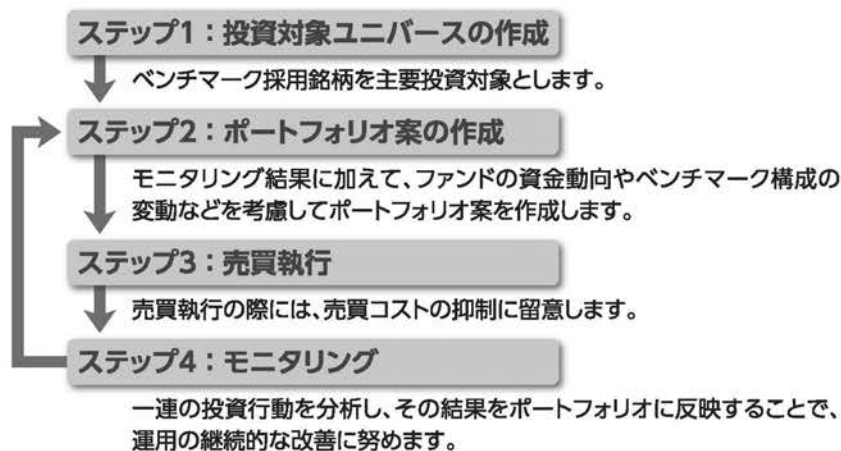 ステップ1：投資対象ユニバースの作成
ベンチマーク採用銘柄を主要投資対象とします。
ステップ2：ポートフォリオ案の作成
モニタリング結果に加えて、ファンドの資金動向やベンチマーク構成の
変動などを考慮してポートフォリオ案を作成します。
ステップ3：売買執行
売買執行の際には、売買コストの抑制に留意します。
ステップ4：モニタリング
一連の投資行動を分析し、その結果をポートフォリオに反映することで、
運用の継続的な改善に努めます。